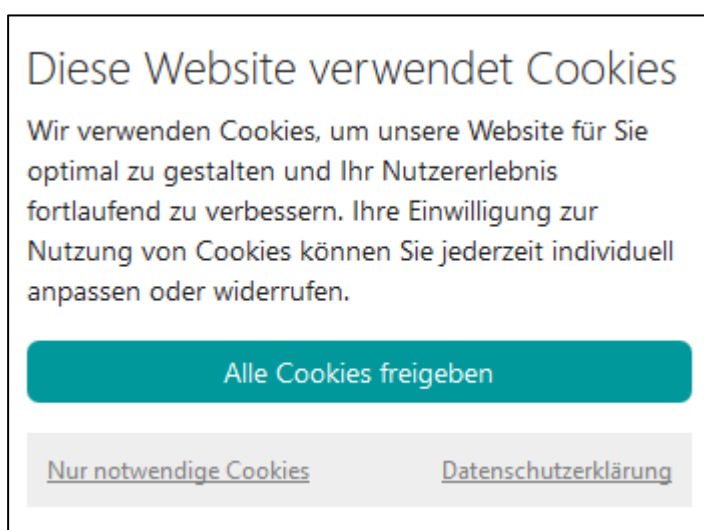 Diese Website verwendet Cookies
Wir verwenden Cookies, um unsere Website für Sie
optimal zu gestalten und Ihr Nutzererlebnis
fortlaufend zu verbessern. Ihre Einwilligung zur
Nutzung von Cookies können Sie jederzeit individuell
anpassen oder widerrufen.
Alle Cookies freigeben
Nur notwendige Cookies Datenschutzerklärung